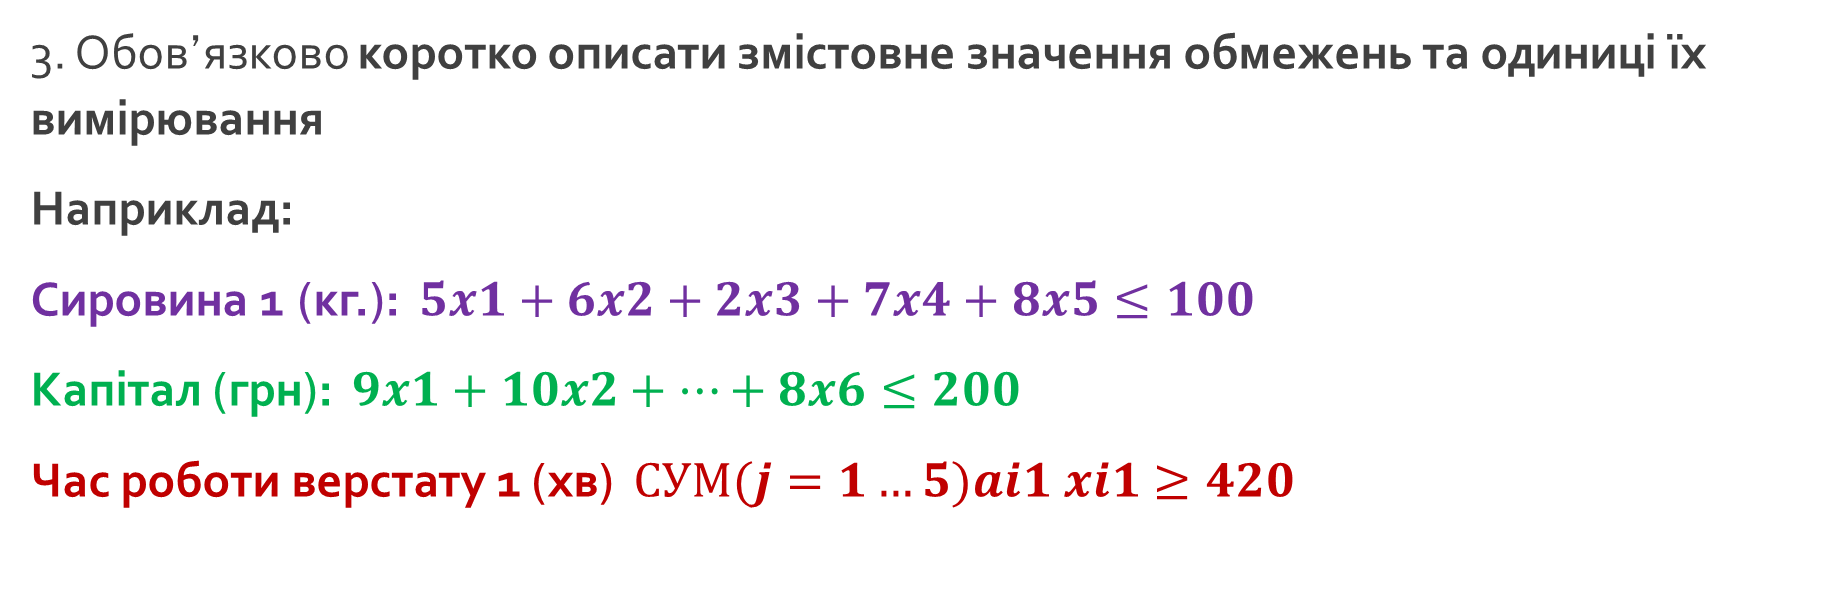 3. Обов’язково коротко описати змістовне значення обмежень та одиниці їх
вимірювання
Наприклад:
Сировина 1 (кг.): 5x1 + 6x2 + 2x3 + 7x4 + 8x5 ≤ 100
Капітал (грн): 9x1 + 10x2 + ⋯ + 8x6 ≤ 200
Час роботи верстату 1 (хв) СУМ(j = 1 … 5)ai1 xi1 ≥ 420